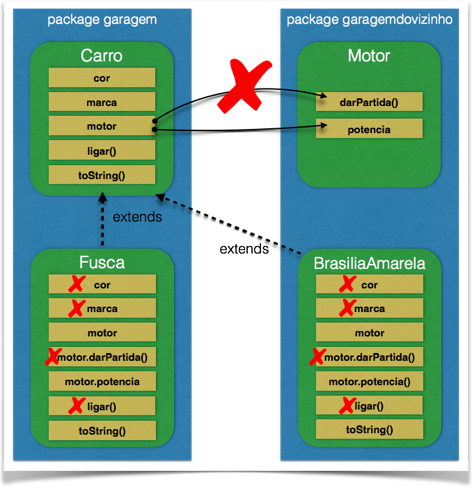 package garagem
package garagemdovizinho
Carro
cor
marca
motor
ligar()
toString()
Motor
darPartida()
potencia
extends
extends
Fusca
cor
marca
motor
motor.darPartida()
motor.potencia
ligar()
toString()
BrasiliaAmarela
cor
marca
motor
motor.darPartida()
motor.potencia()
ligar()
toString()